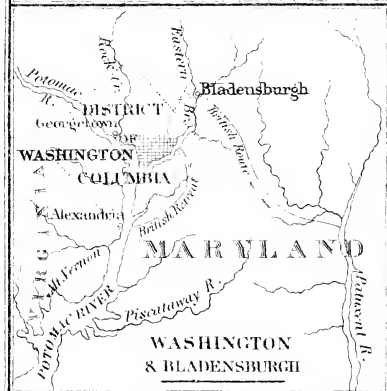 Potomac R.
Rock Cr.
Eastern Br.
Bladensburgh
DISTRICT
Georgetown
OF
WASHINGTON
COLUMBIA
British Route
Alexandria
British Retreat
MARYLAND
VIRGINIA
Mt. Vernon
POTOMAC RIVER
Piscataway R.
Patuxent R.
WASHINGTON
& BLADENSBURGH